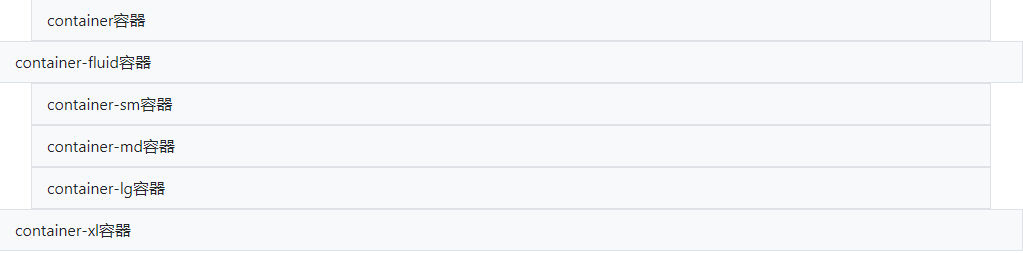 container容器
container-fluid容器
container-sm容器
container-md容器
container-lg容器
container-xl容器